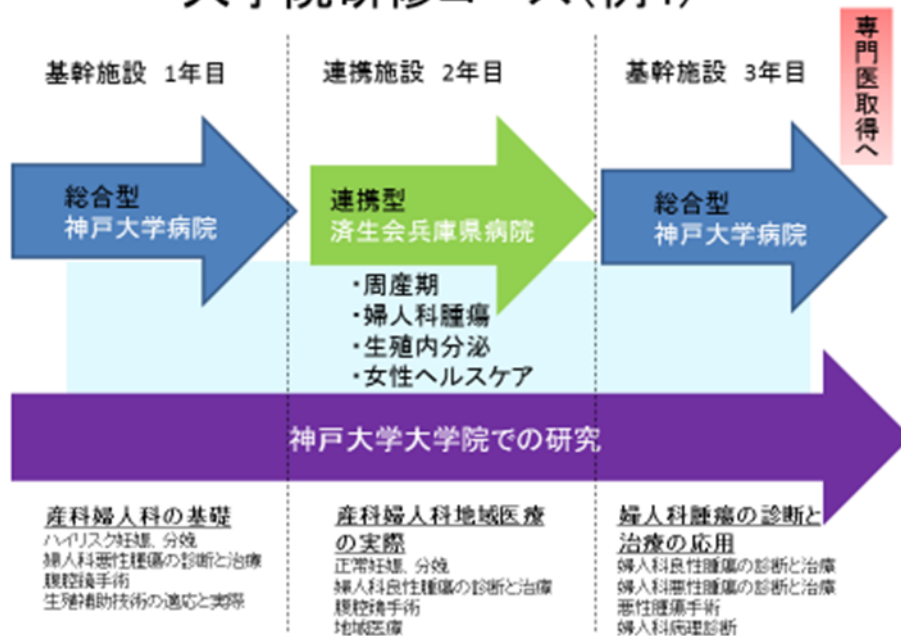 大学院研修コース(例1)
基幹施設 1年目
連携施設 2年目
基幹施設 3年目
専門医取得へ
総合型
神戸大学病院
連携型
済生会兵庫県病院
総合型
神戸大学病院
・周産期
・婦人科腫瘍
・生殖内分泌
・女性ヘルスケア
神戸大学大学院での研究
産科婦人科の基礎
ハイリスク妊娠、分娩
婦人科悪性腫瘍の診断と治療
腹腔鏡手術
生殖補助技術の適応と実際
産科婦人科地域医療
の実際
正常妊娠、分娩
婦人科良性腫瘍の診断と治療
腹腔鏡手術
地域医療
婦人科腫瘍の診断と
治療の応用
婦人科良性腫瘍の診断と治療
婦人科悪性腫瘍の診断と治療
悪性腫瘍手術
婦人科病理診断